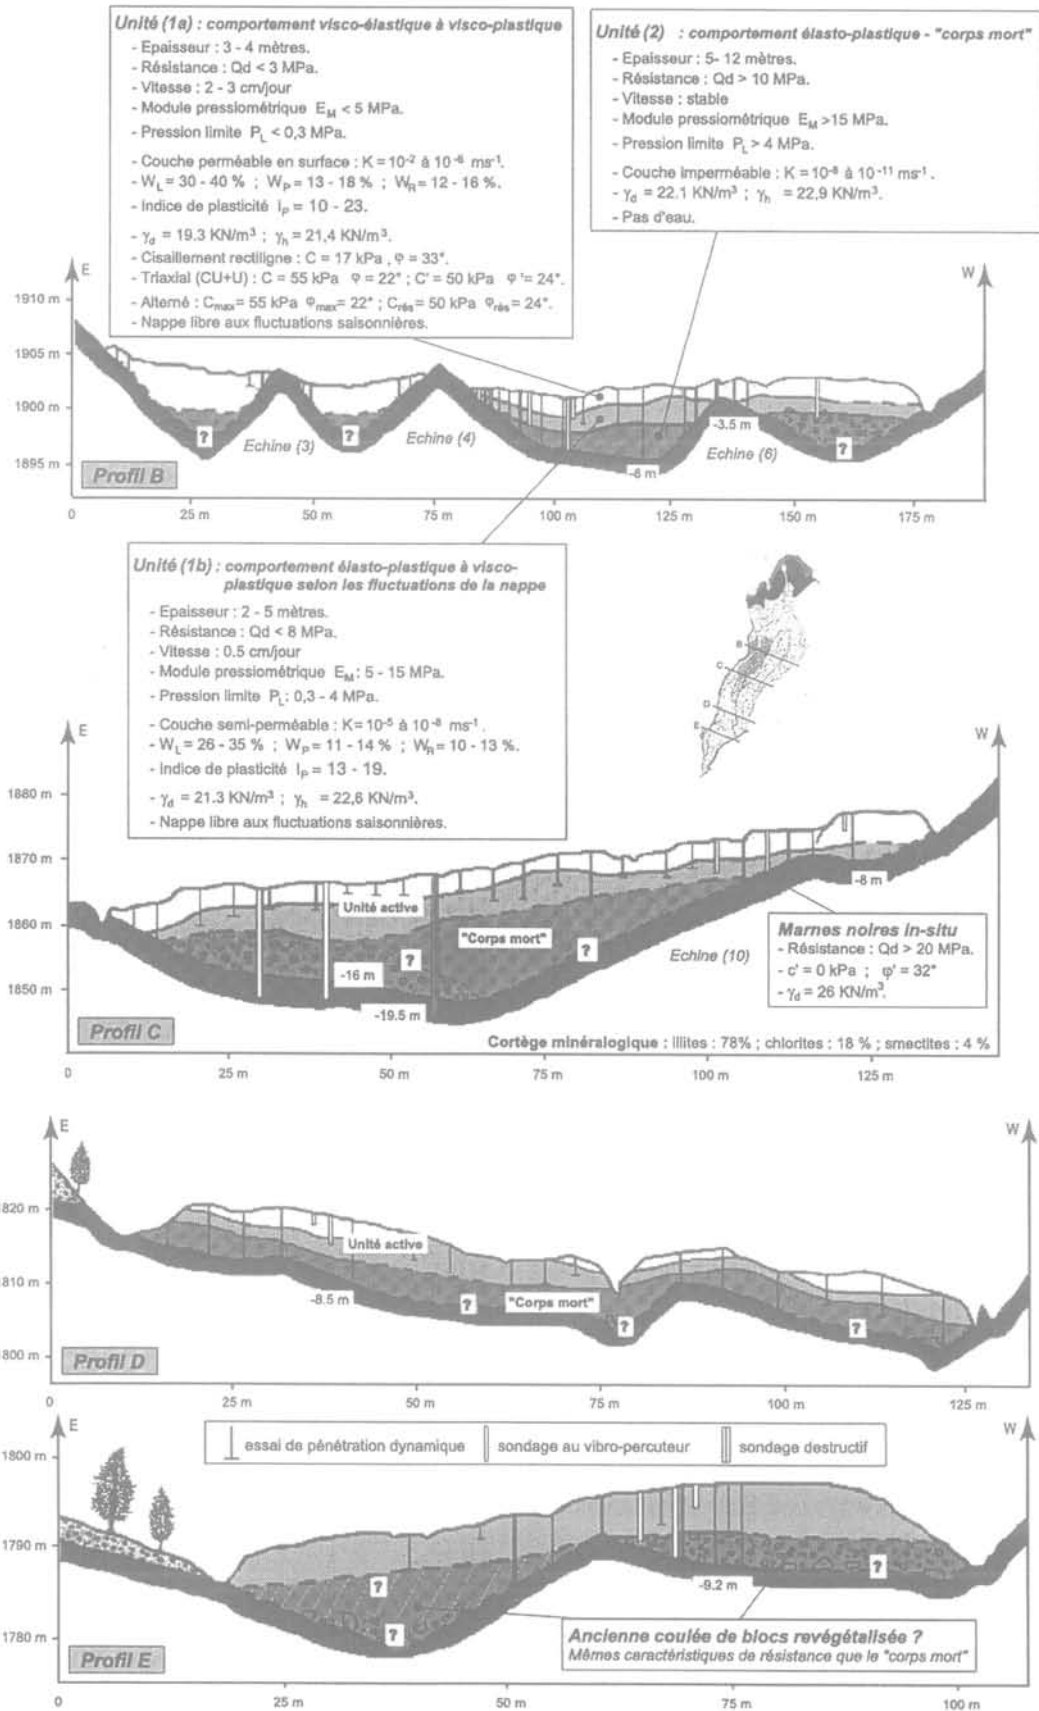 Unité (1a) : comportement visco-élastique à visco-plastique
- Epaisseur : 3 - 4 mètres.
- Résistance : Qd < 3 MPa.
- Vitesse : 2 - 3 cm/jour
- Module pressiométrique E_M < 5 MPa.
- Pression limite P_L < 0,3 MPa.
- Couche perméable en surface : K = 10⁻² à 10⁻⁶ ms⁻¹.
- W_L = 30 - 40 % ; W_P = 13 - 18 % ; W_R = 12 - 16 %.
- Indice de plasticité I_P = 10 - 23.
- γ_d = 19.3 KN/m³ ; γ_h = 21,4 KN/m³.
- Cisaillement rectiligne : C = 17 kPa , φ = 33°.
- Triaxial (CU+U) : C = 55 kPa φ = 22° ; C' = 50 kPa φ ' = 24°.
- Alterné : C_max = 55 kPa φ_max = 22° ; C_rés = 50 kPa φ_rés = 24°.
- Nappe libre aux fluctuations saisonnières.
Unité (2) : comportement élasto-plastique - "corps mort"
- Epaisseur : 5- 12 mètres.
- Résistance : Qd > 10 MPa.
- Vitesse : stable
- Module pressiométrique E_M >15 MPa.
- Pression limite P_L > 4 MPa.
- Couche imperméable : K = 10⁻⁸ à 10⁻¹¹ ms⁻¹ .
- γ_d = 22.1 KN/m³ ; γ_h = 22,9 KN/m³.
- Pas d'eau.
E
W
1910 m
1905 m
1900 m
1895 m
?
Echine (3)
?
Echine (4)
-6 m
-3.5 m
Echine (6)
?
Profil B
0
25 m
50 m
75 m
100 m
125 m
150 m
175 m
Unité (1b) : comportement élasto-plastique à visco-
plastique selon les fluctuations de la nappe
- Epaisseur : 2 - 5 mètres.
- Résistance : Qd < 8 MPa.
- Vitesse : 0.5 cm/jour
- Module pressiométrique E_M : 5 - 15 MPa.
- Pression limite P_L : 0,3 - 4 MPa.
- Couche semi-perméable : K= 10⁻⁵ à 10⁻⁸ ms⁻¹.
- W_L = 26 - 35 % ; W_P = 11 - 14 % ; W_R = 10 - 13 %.
- Indice de plasticité I_P = 13 - 19.
- γ_d = 21.3 KN/m³ ; γ_h = 22,6 KN/m³.
- Nappe libre aux fluctuations saisonnières.
B
C
D
E
E
W
1880 m
1870 m
1860 m
1850 m
Unité active
"Corps mort"
?
?
-16 m
-19.5 m
-8 m
Echine (10)
Marnes noires in-situ
- Résistance : Qd > 20 MPa.
- c' = 0 kPa ; φ' = 32°
- γ_d = 26 KN/m³.
Profil C
Cortège minéralogique : illites : 78% ; chlorites : 18 % ; smectites : 4 %
0
25 m
50 m
75 m
100 m
125 m
E
W
1820 m
1810 m
1800 m
Unité active
-8.5 m
?
"Corps mort"
?
?
Profil D
0
25 m
50 m
75 m
100 m
125 m
E
W
essai de pénétration dynamique
sondage au vibro-percuteur
sondage destructif
1800 m
1790 m
1780 m
?
?
-9.2 m
?
Ancienne coulée de blocs revégétalisée ?
Mêmes caractéristiques de résistance que le "corps mort"
Profil E
0
25 m
50 m
75 m
100 m